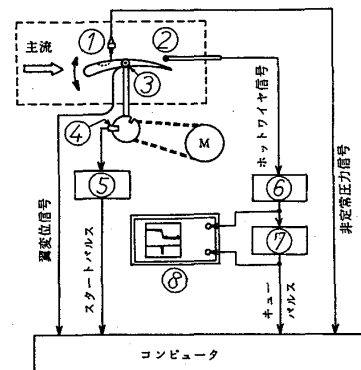 ①
②
主流
③
④
M
⑤
⑥
⑦
⑧
翼変位信号
スタートパルス
ホットワイヤ信号
キューパルス
非定常圧力信号
コンピュータ